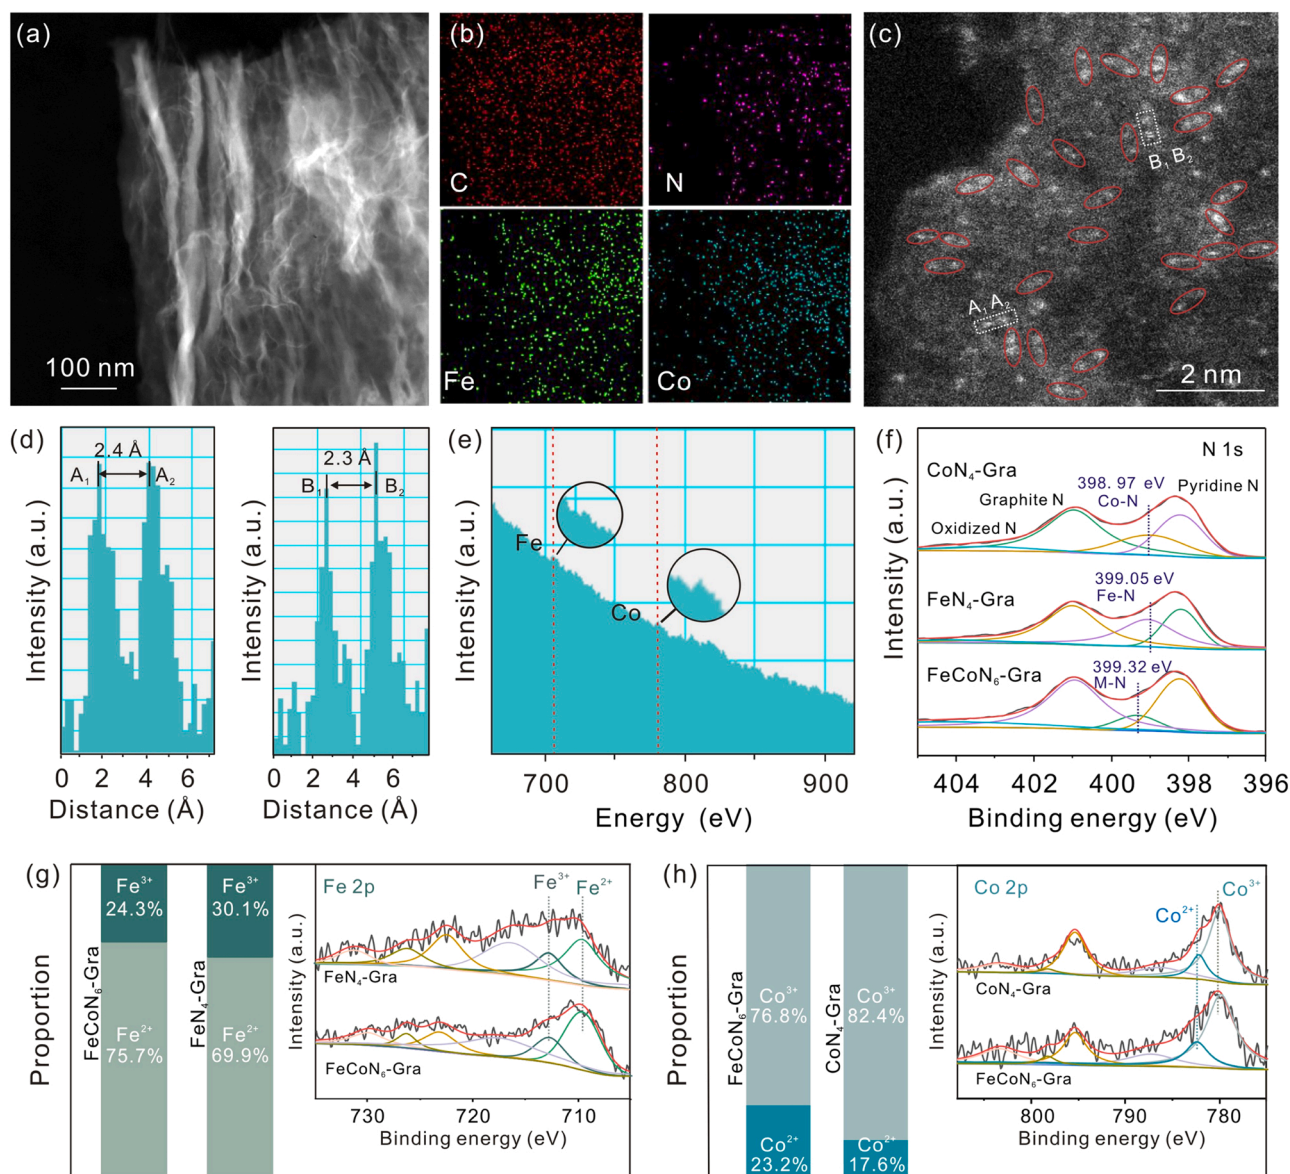 (a)
100 nm
(b)
C
N
Fe
Co
(c)
B₁ B₂
A₁ A₂
2 nm
(d)
Intensity (a.u.)
2.4 Å
A₁ A₂
0 2 4 6
Distance (Å)
Intensity (a.u.)
2.3 Å
B₁ B₂
0 2 4 6
Distance (Å)
(e)
Intensity (a.u.)
Fe
Co
700 800 900
Energy (eV)
(f)
Intensity (a.u.)
N 1s
CoN₄-Gra
398. 97 eV
Graphite N Co-N Pyridine N
Oxidized N
399.05 eV
FeN₄-Gra Fe-N
399.32 eV
FeCoN₆-Gra M-N
404 402 400 398 396
Binding energy (eV)
(g)
Proportion
FeCoN₆-Gra
Fe³⁺
24.3%
Fe²⁺
75.7%
FeN₄-Gra
Fe³⁺
30.1%
Fe²⁺
69.9%
Intensity (a.u.)
Fe 2p Fe³⁺ Fe²⁺
FeN₄-Gra
FeCoN₆-Gra
730 720 710
Binding energy (eV)
(h)
Proportion
FeCoN₆-Gra
Co³⁺
76.8%
Co²⁺
23.2%
CoN₄-Gra
Co³⁺
82.4%
Co²⁺
17.6%
Intensity (a.u.)
Co 2p Co³⁺
Co²⁺
CoN₄-Gra
FeCoN₆-Gra
800 790 780
Binding energy (eV)